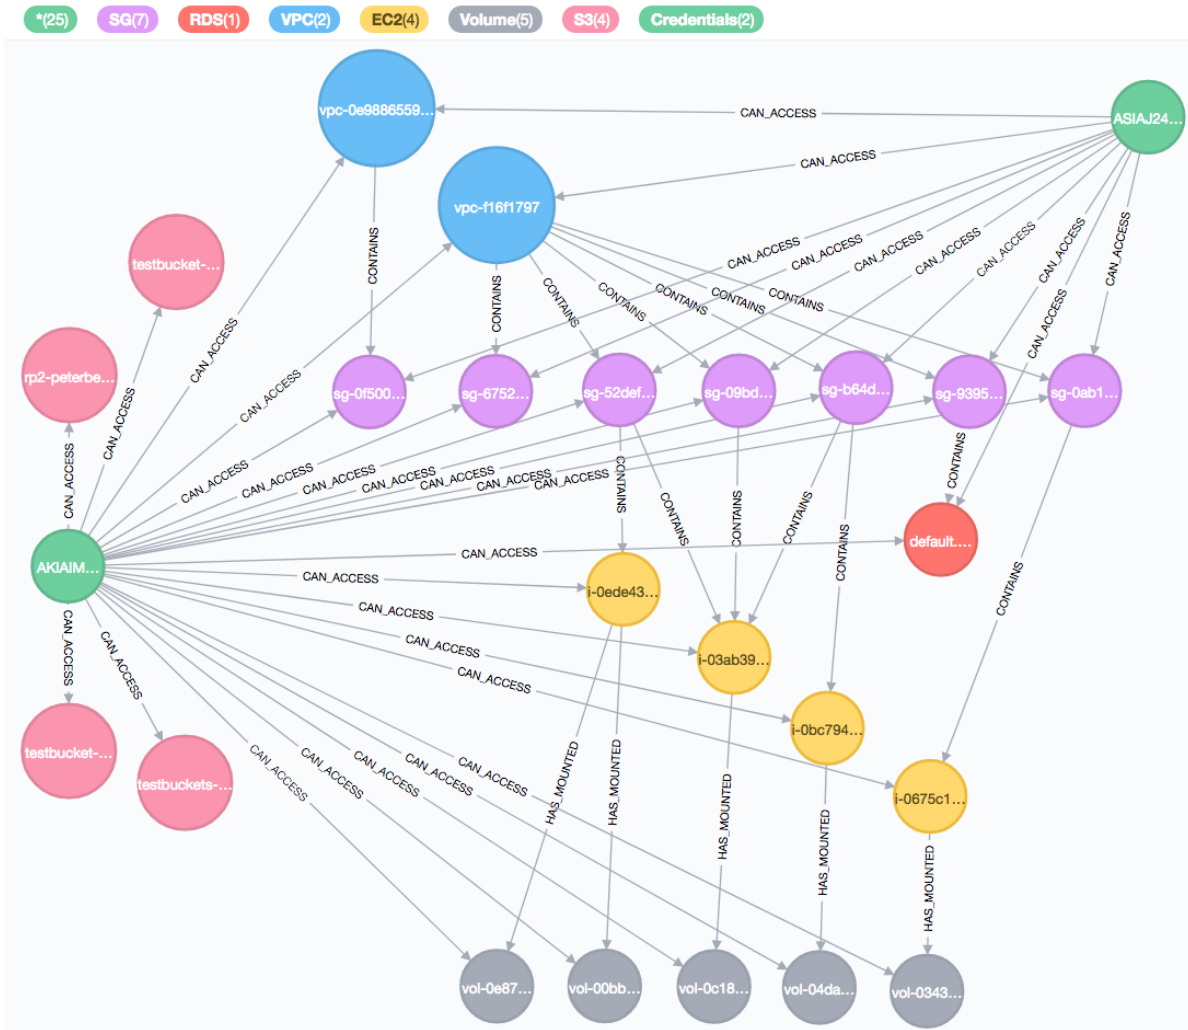 *(25) SG(7) RDS(1) VPC(2) EC2(4) Volume(5) S3(4) Credentials(2)
vpc-0e9886559...
CAN_ACCESS
ASIAJ24...
CAN_ACCESS
vpc-f16f1797
testbucket-...
CONTAINS
CAN_ACCESS
CAN_ACCESS
CAN_ACCESS
CAN_ACCESS
CAN_ACCESS
CAN_ACCESS
CAN_ACCESS
CAN_ACCESS
CONTAINS
CONTAINS
CONTAINS
CONTAINS
CONTAINS
CONTAINS
CAN_ACCESS
CAN_ACCESS
rp2-peterbe...
CAN_ACCESS
CAN_ACCESS
sg-0f500...
sg-6752...
sg-52def...
sg-09bd...
sg-b64d...
sg-9395...
sg-0ab1...
CAN_ACCESS
CAN_ACCESS
CAN_ACCESS
CAN_ACCESS
CAN_ACCESS
CAN_ACCESS
CAN_ACCESS
CAN_ACCESS
CONTAINS
CONTAINS
CONTAINS
CONTAINS
CONTAINS
CONTAINS
CONTAINS
AKIAIM...
CAN_ACCESS
default....
CAN_ACCESS
i-0ede43...
CAN_ACCESS
CAN_ACCESS
i-03ab39...
CAN_ACCESS
CAN_ACCESS
CAN_ACCESS
i-0bc794...
testbucket-...
testbuckets-...
i-0675c1...
CAN_ACCESS
CAN_ACCESS
CAN_ACCESS
CAN_ACCESS
CAN_ACCESS
HAS_MOUNTED
HAS_MOUNTED
HAS_MOUNTED
HAS_MOUNTED
HAS_MOUNTED
vol-0e87...
vol-00bb...
vol-0c18...
vol-04da...
vol-0343...